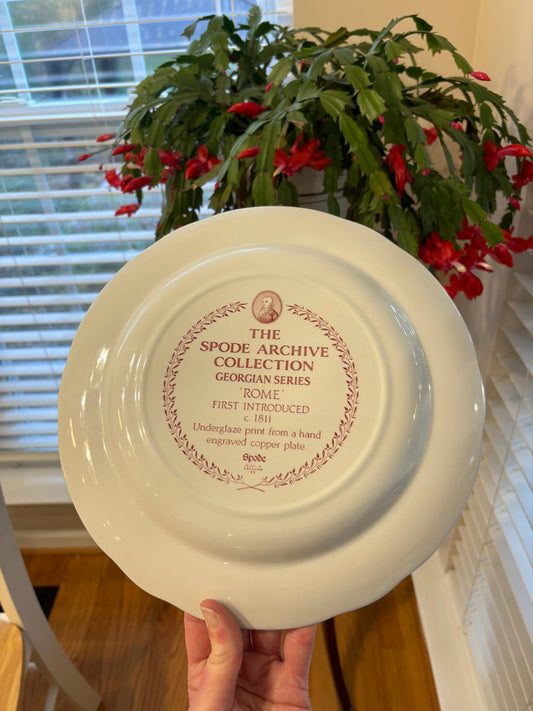 THE
SPODE ARCHIVE
COLLECTION
GEORGIAN SERIES
'ROME'
FIRST INTRODUCED
c. 1811
Underglaze print from a hand
engraved copper plate.
Spode